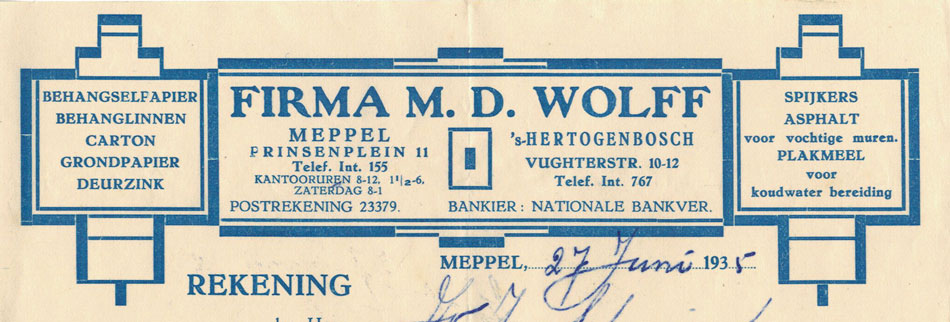 BEHANGSELPAPIER
BEHANGLINNEN
CARTON
GRONDPAPIER
DEURZINK
FIRMA M. D. WOLFF
MEPPEL
PRINSENPLEIN 11
Telef. Int. 155
KANTOORUREN 8-12, 1 1/2-6,
ZATERDAG 8-1
POSTREKENING 23379.
's-HERTOGENBOSCH
VUGHTERSTR. 10-12
Telef. Int. 767
BANKIER: NATIONALE BANKVER.
SPIJKERS
ASPHALT
voor vochtige muren.
PLAKMEEL
voor
koudwater bereiding
MEPPEL, 27 Juni 1935
REKENING